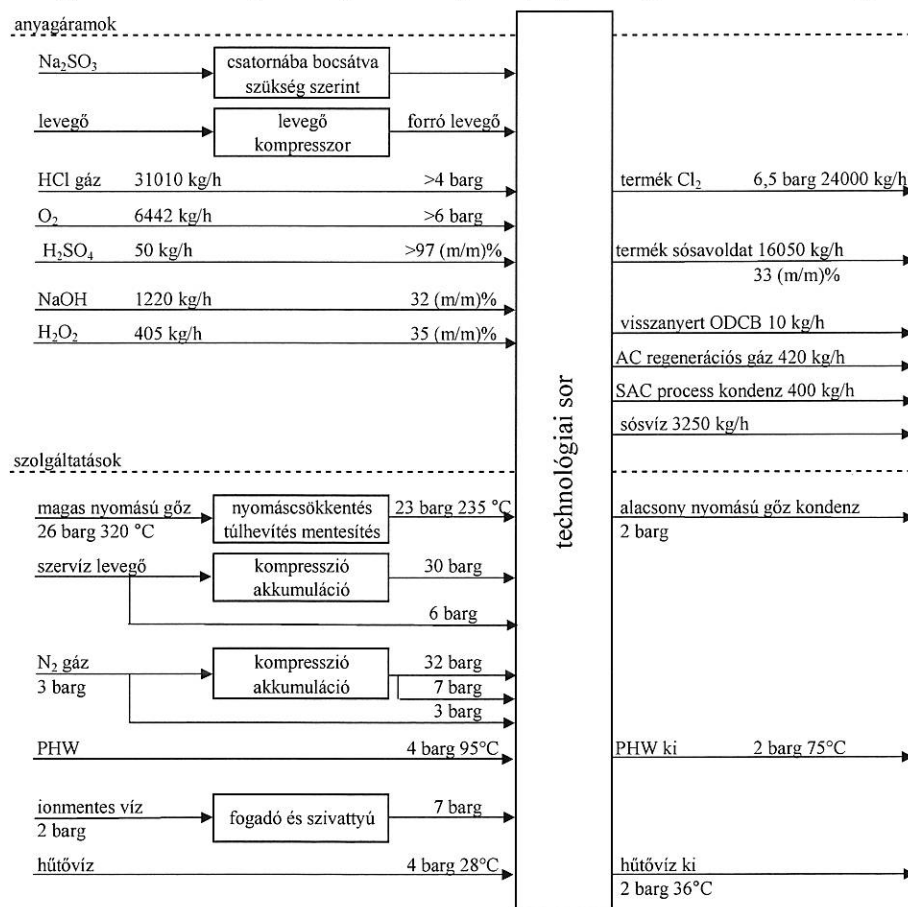 anyagáramok
Na₂SO₃
csatornába bocsátva
szükség szerint
levegő
levegő
kompresszor
forró levegő
HCl gáz 31010 kg/h >4 barg
termék Cl₂ 6,5 barg 24000 kg/h
O₂ 6442 kg/h >6 barg
H₂SO₄ 50 kg/h >97 (m/m)%
termék sósavoldat 16050 kg/h
33 (m/m)%
NaOH 1220 kg/h 32 (m/m)%
visszanyert ODCB 10 kg/h
H₂O₂ 405 kg/h 35 (m/m)%
AC regenerációs gáz 420 kg/h
SAC process kondenz 400 kg/h
sósvíz 3250 kg/h
technológiai sor
szolgáltatások
magas nyomású gőz
26 barg 320 °C
nyomáscsökkentés
túlhevítés mentesítés
23 barg 235 °C
alacsony nyomású gőz kondenz
2 barg
szervíz levegő
kompresszió
akkumuláció
30 barg
6 barg
N₂ gáz
3 barg
kompresszió
akkumuláció
32 barg
7 barg
3 barg
PHW 4 barg 95°C
PHW ki 2 barg 75°C
ionmentes víz
2 barg
fogadó és szivattyú
7 barg
hűtővíz 4 barg 28°C
hűtővíz ki
2 barg 36°C